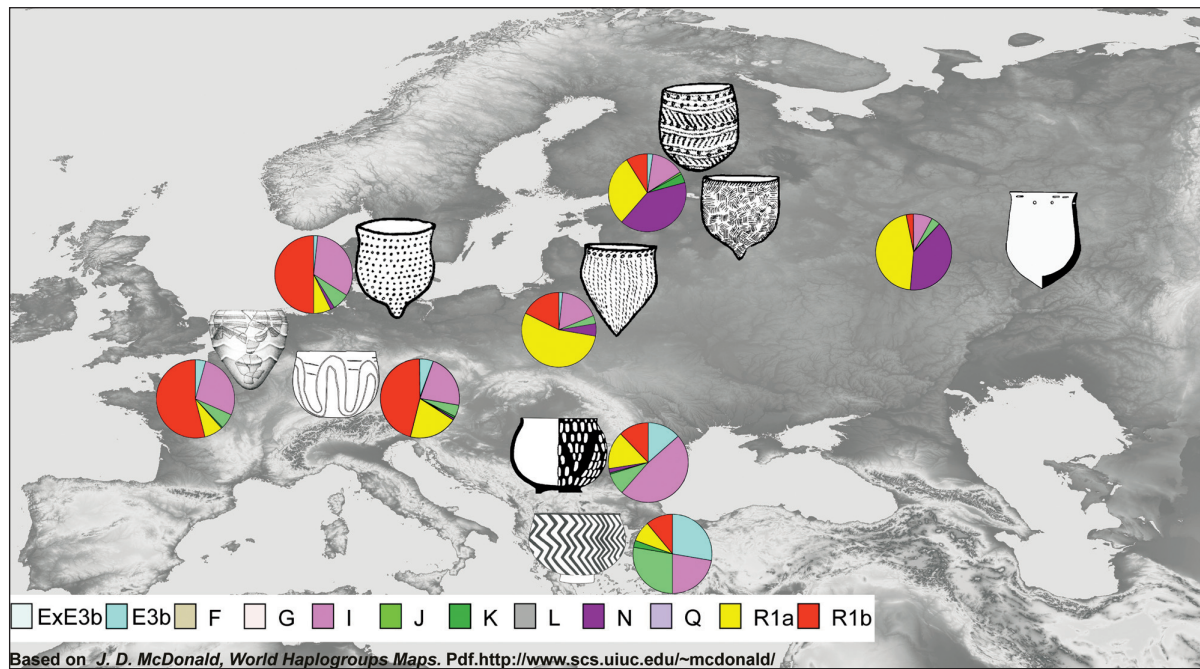 ExE3b E3b F G I J K L N Q R1a R1b
Based on J. D. McDonald, World Haplogroups Maps. Pdf.http://www.scs.uiuc.edu/~mcdonald/